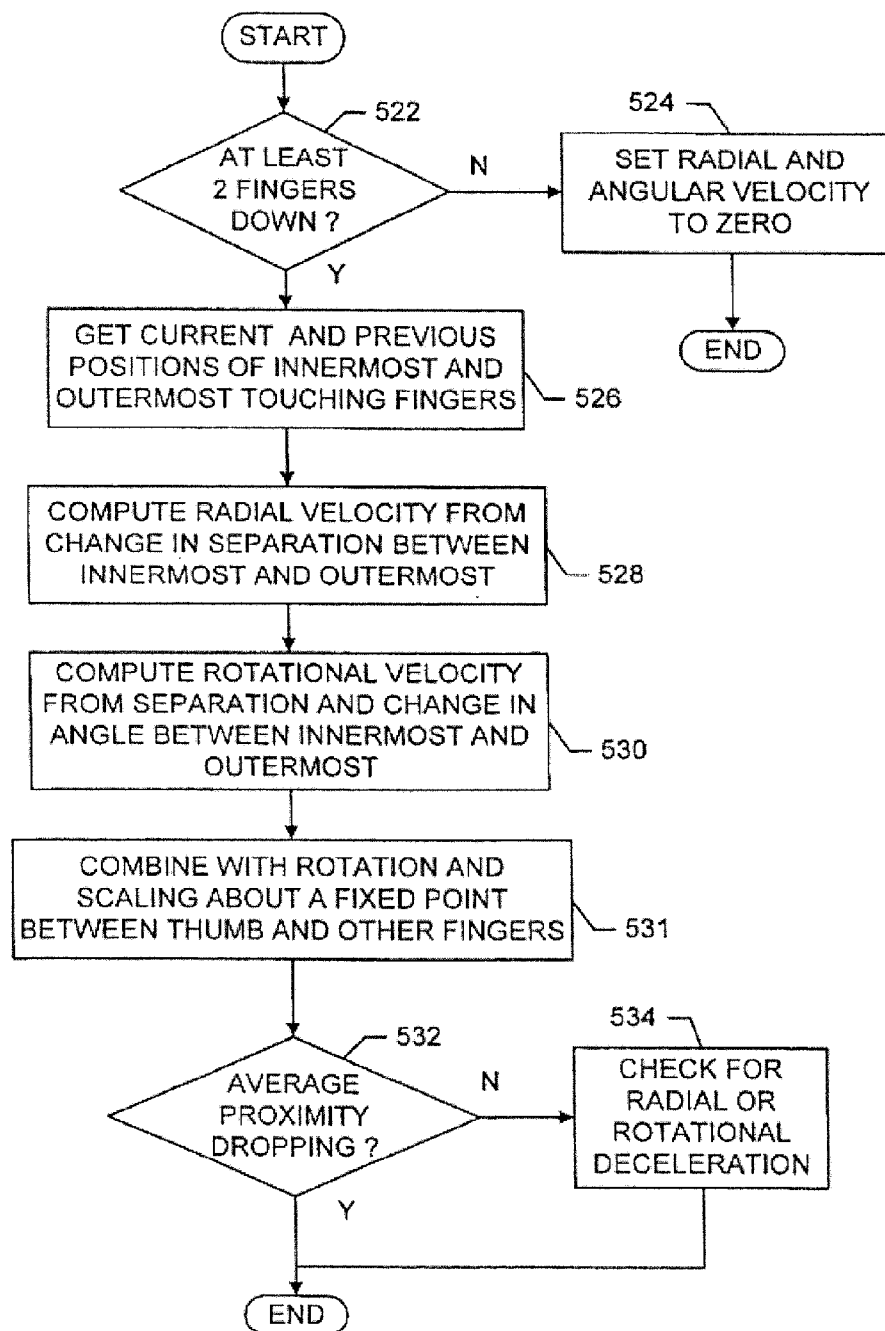 START
522
AT LEAST
2 FINGERS
DOWN ?
N
Y
524
SET RADIAL AND
ANGULAR VELOCITY
TO ZERO
END
GET CURRENT AND PREVIOUS
POSITIONS OF INNERMOST AND
OUTERMOST TOUCHING FINGERS
526
COMPUTE RADIAL VELOCITY FROM
CHANGE IN SEPARATION BETWEEN
INNERMOST AND OUTERMOST
528
COMPUTE ROTATIONAL VELOCITY
FROM SEPARATION AND CHANGE IN
ANGLE BETWEEN INNERMOST AND
OUTERMOST
530
COMBINE WITH ROTATION AND
SCALING ABOUT A FIXED POINT
BETWEEN THUMB AND OTHER FINGERS
531
532
AVERAGE
PROXIMITY
DROPPING ?
N
Y
534
CHECK FOR
RADIAL OR
ROTATIONAL
DECELERATION
END